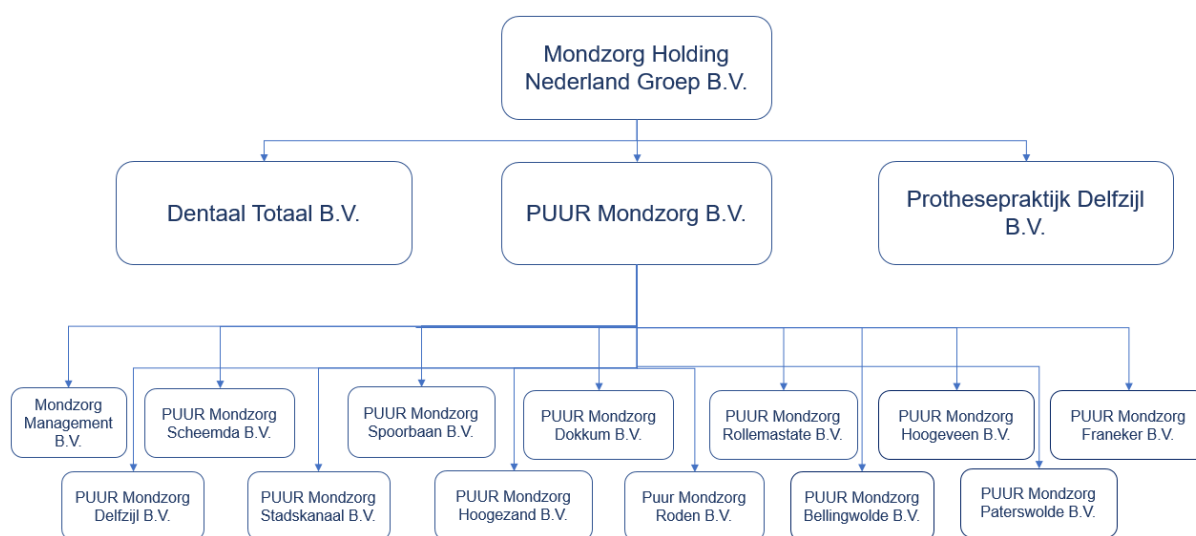 Mondzorg Holding
Nederland Groep B.V.
Dentaal Totaal B.V.
PUUR Mondzorg B.V.
Prothesepraktijk Delfzijl
B.V.
Mondzorg
Management
B.V.
PUUR Mondzorg
Scheemda B.V.
PUUR Mondzorg
Spoorbaan B.V.
PUUR Mondzorg
Dokkum B.V.
PUUR Mondzorg
Rollemastate B.V.
PUUR Mondzorg
Hoogeveen B.V.
PUUR Mondzorg
Franeker B.V.
PUUR Mondzorg
Delfzijl B.V.
PUUR Mondzorg
Stadskanaal B.V.
PUUR Mondzorg
Hoogezand B.V.
Puur Mondzorg
Roden B.V.
PUUR Mondzorg
Bellingwolde B.V.
PUUR Mondzorg
Paterswolde B.V.